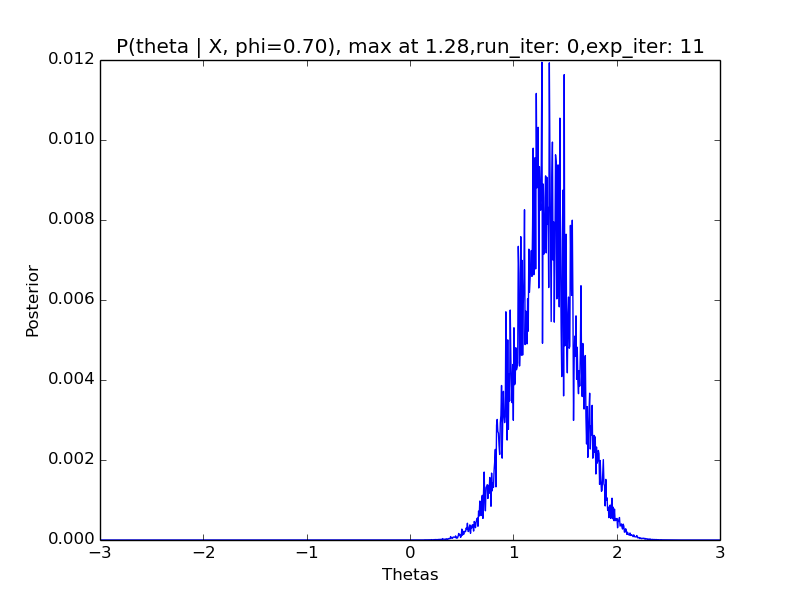 P(theta | X, phi=0.70), max at 1.28,run_iter: 0,exp_iter: 11
0.012
0.010
0.008
0.006
0.004
0.002
0.000
Posterior
−3 −2 −1 0 1 2 3
Thetas